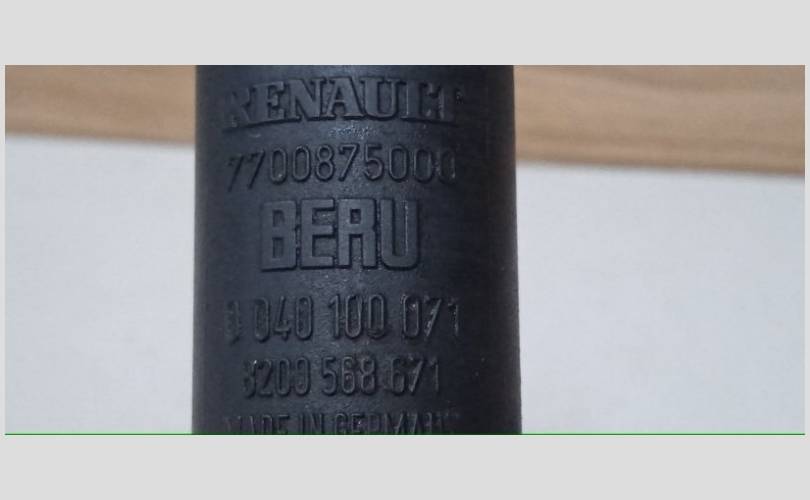 RENAULT
7700875000
BERU
0 040 100 071
8200 568 671
MADE IN GERMANY